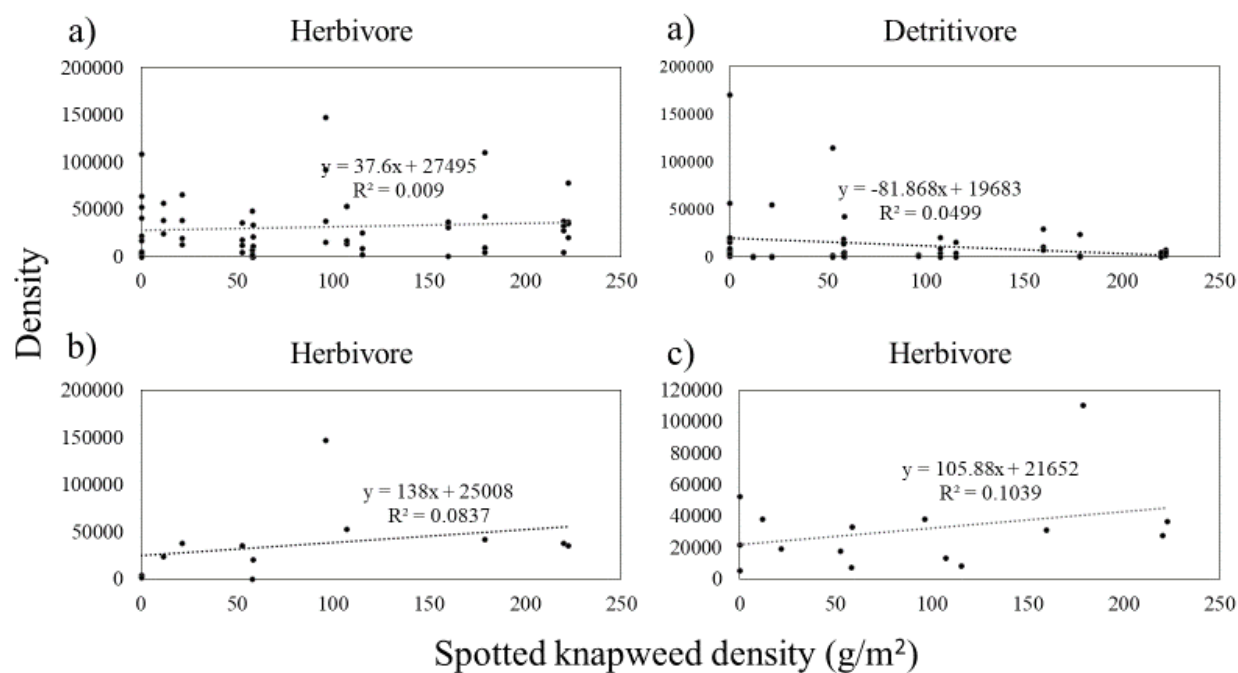 a) Herbivore
200000
150000
100000
50000
0
0 50 100 150 200 250
y = 37.6x + 27495
R² = 0.009
a) Detritivore
200000
150000
100000
50000
0
0 50 100 150 200 250
y = -81.868x + 19683
R² = 0.0499
Density
b) Herbivore
200000
150000
100000
50000
0
0 50 100 150 200 250
y = 138x + 25008
R² = 0.0837
c) Herbivore
120000
100000
80000
60000
40000
20000
0
0 50 100 150 200 250
y = 105.88x + 21652
R² = 0.1039
Spotted knapweed density (g/m²)